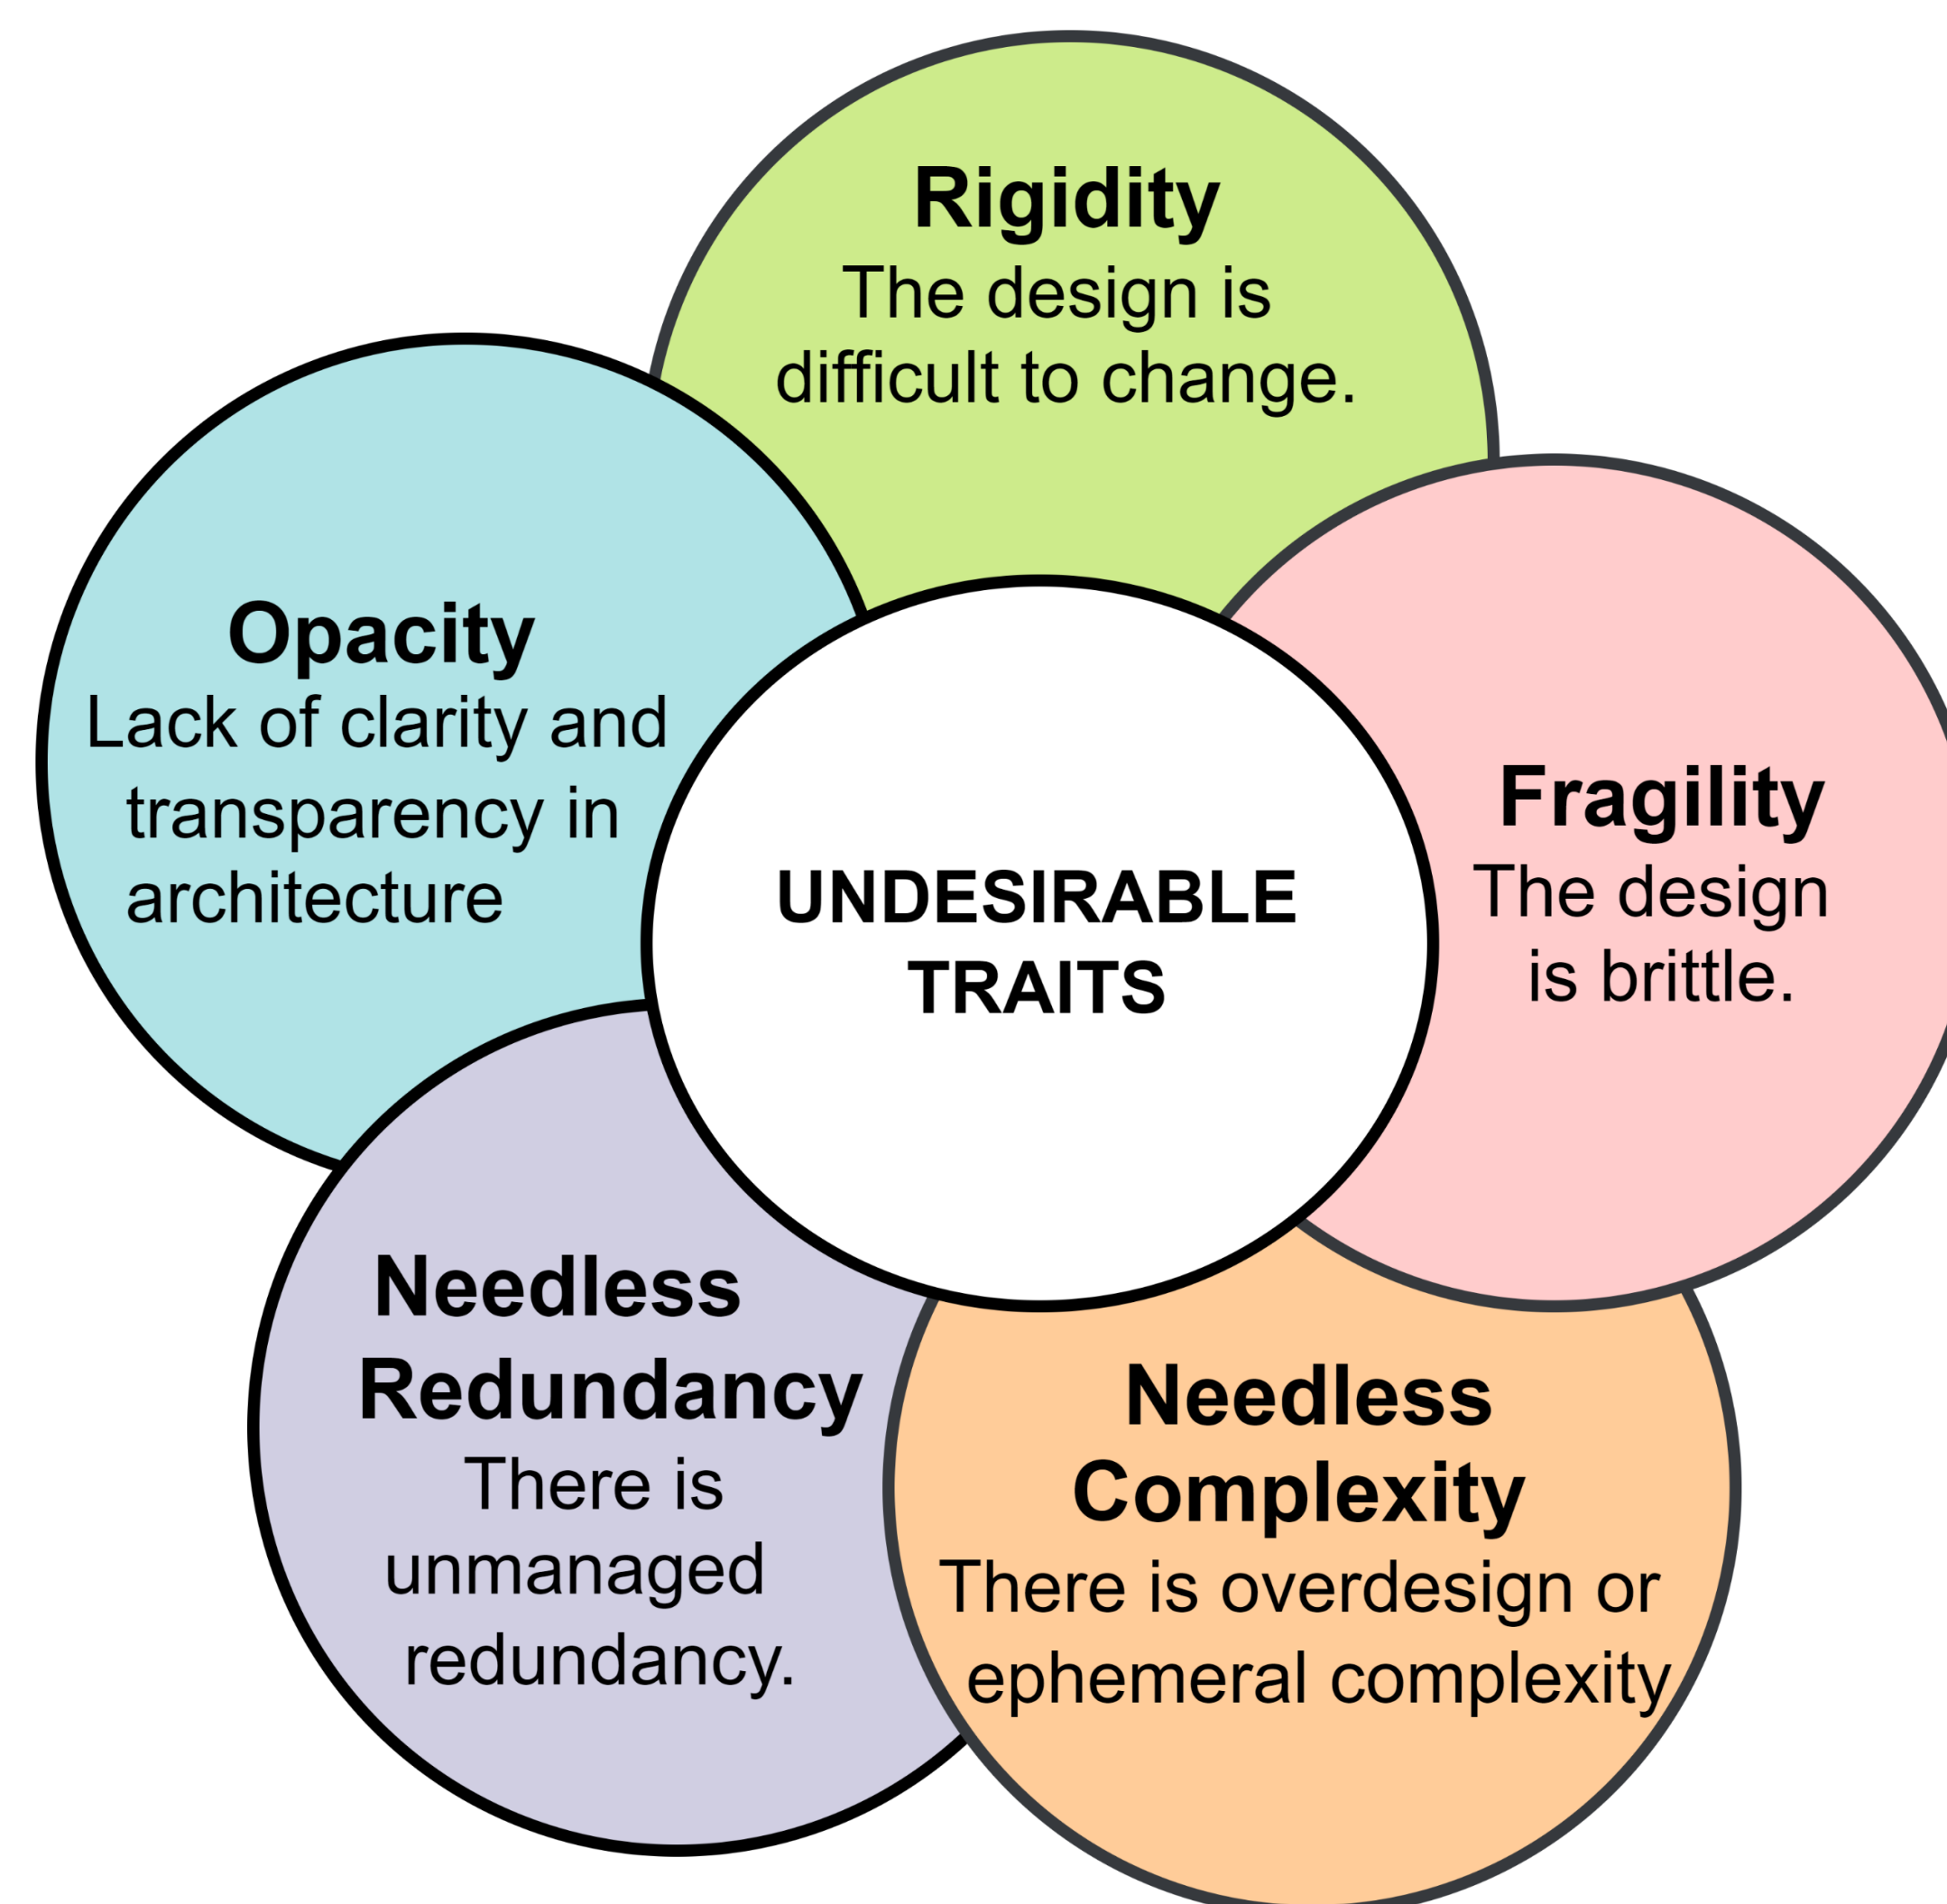 Rigidity
The design is
difficult to change.
Opacity
Lack of clarity and
transparency in
architecture
UNDESIRABLE
TRAITS
Fragility
The design
is brittle.
Needless
Redundancy
There is
unmanaged
redundancy.
Needless
Complexity
There is overdesign or
ephemeral complexity